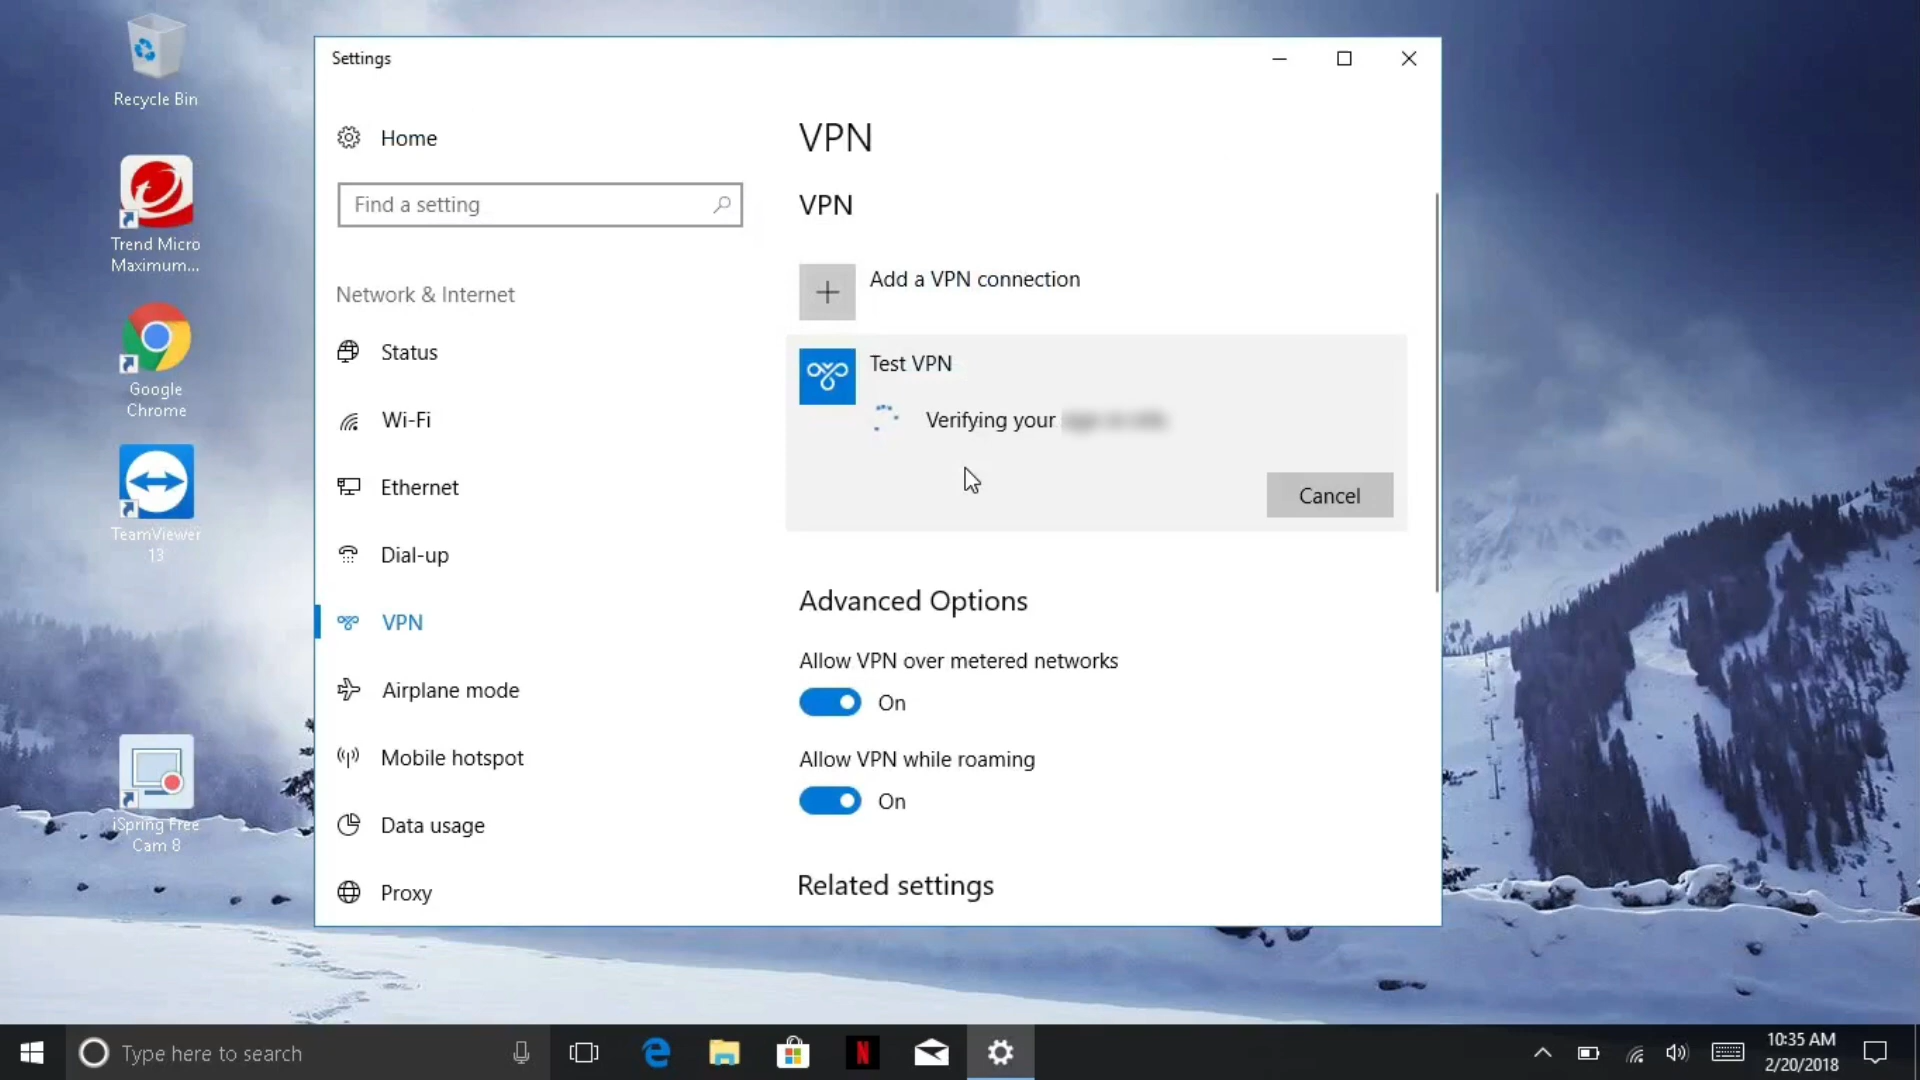 Recycle Bin
Trend Micro
Maximum...
Google
Chrome
TeamViewer
13
iSpring Free
Cam 8
Settings
Home
Find a setting
Network & Internet
Status
Wi-Fi
Ethernet
Dial-up
VPN
Airplane mode
Mobile hotspot
Data usage
Proxy
VPN
VPN
Add a VPN connection
Test VPN
Verifying your
Cancel
Advanced Options
Allow VPN over metered networks
On
Allow VPN while roaming
On
Related settings
Type here to search
N
10:35 AM
2/20/2018